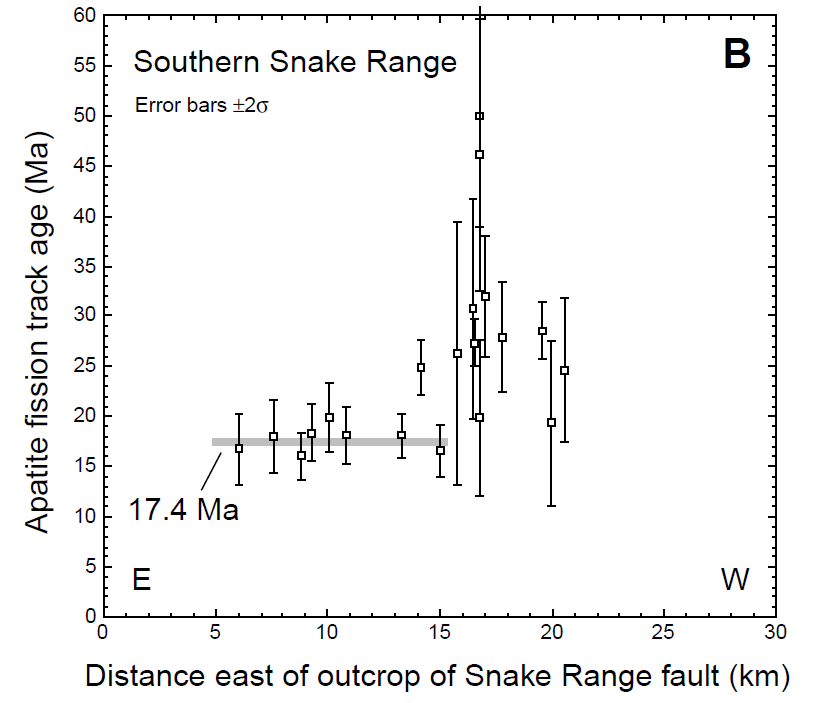 60
B
Southern Snake Range
55
Error bars ±2σ
50
45
40
35
30
25
20
15
17.4 Ma
10
5
E
W
0
0 5 10 15 20 25 30
Distance east of outcrop of Snake Range fault (km)
Apatite fission track age (Ma)